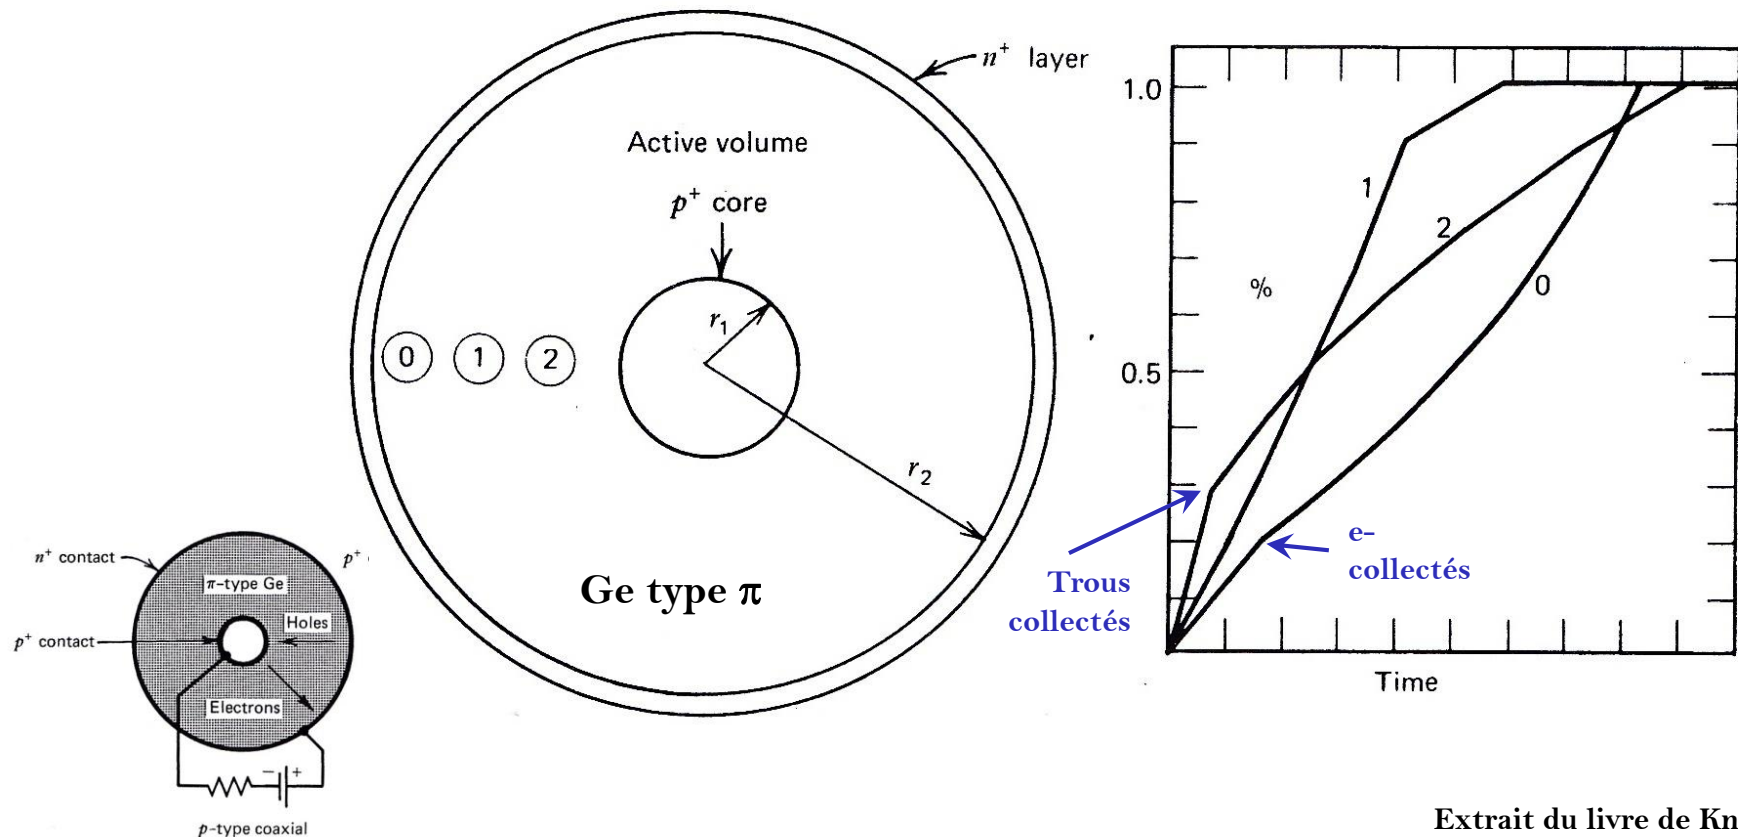 n⁺ layer
Active volume
p⁺ core
r₁
0 1 2
r₂
Ge type π
n⁺ contact
p⁺
π-type Ge
Holes
p⁺ contact
Electrons
− +
p-type coaxial
1.0
1
2
%
0
0.5
Trous
collectés
e-
collectés
Time
Extrait du livre de Kn